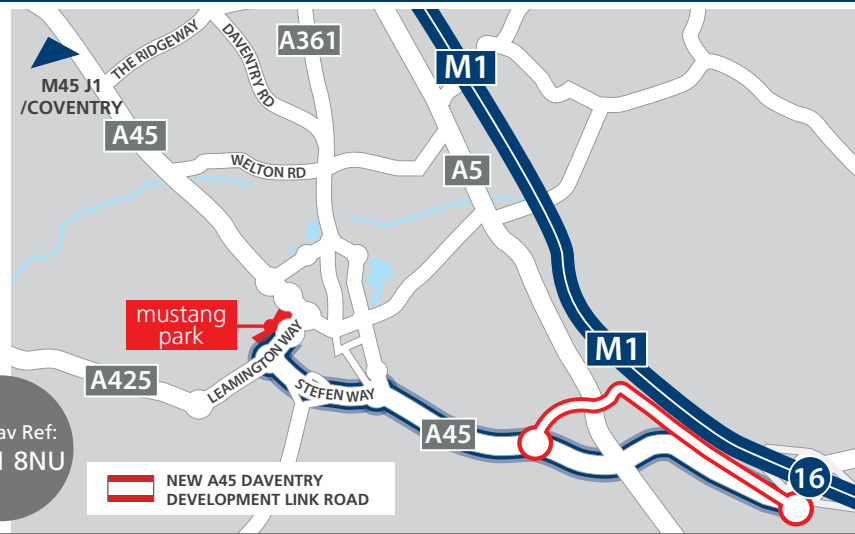 THE RIDGEWAY
DAVENTRY RD
A361
M1
M45 J1
/COVENTRY
A45
WELTON RD
A5
mustang
park
M1
LEAMINGTON WAY
A425
STEFEN WAY
A45
av Ref:
8NU
NEW A45 DAVENTRY
DEVELOPMENT LINK ROAD
16